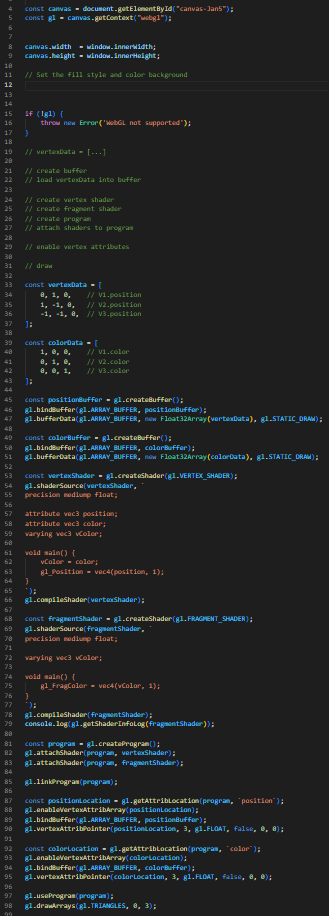 4 const canvas = document.getElementById("canvas-Jan5");
5 const gl = canvas.getContext("webgl");
6
7
8 canvas.width  = window.innerWidth;
9 canvas.height = window.innerHeight;
10
11 // Set the fill style and color background
12
13
14
15 if (!gl) {
16     throw new Error('WebGL not supported');
17 }
18
19 // vertexData = [...]
20
21 // create buffer
22 // load vertexData into buffer
23
24 // create vertex shader
25 // create fragment shader
26 // create program
27 // attach shaders to program
28
29 // enable vertex attributes
30
31 // draw
32
33 const vertexData = [
34     0, 1, 0,    // V1.position
35     1, -1, 0,   // V2.position
36     -1, -1, 0,  // V3.position
37 ];
38
39 const colorData = [
40     1, 0, 0,    // V1.color
41     0, 1, 0,    // V2.color
42     0, 0, 1,    // V3.color
43 ];
44
45 const positionBuffer = gl.createBuffer();
46 gl.bindBuffer(gl.ARRAY_BUFFER, positionBuffer);
47 gl.bufferData(gl.ARRAY_BUFFER, new Float32Array(vertexData), gl.STATIC_DRAW);
48
49 const colorBuffer = gl.createBuffer();
50 gl.bindBuffer(gl.ARRAY_BUFFER, colorBuffer);
51 gl.bufferData(gl.ARRAY_BUFFER, new Float32Array(colorData), gl.STATIC_DRAW);
52
53 const vertexShader = gl.createShader(gl.VERTEX_SHADER);
54 gl.shaderSource(vertexShader, `
55 precision mediump float;
56
57 attribute vec3 position;
58 attribute vec3 color;
59 varying vec3 vColor;
60
61 void main() {
62     vColor = color;
63     gl_Position = vec4(position, 1);
64 }
65 `);
66 gl.compileShader(vertexShader);
67
68 const fragmentShader = gl.createShader(gl.FRAGMENT_SHADER);
69 gl.shaderSource(fragmentShader, `
70 precision mediump float;
71
72 varying vec3 vColor;
73
74 void main() {
75     gl_FragColor = vec4(vColor, 1);
76 }
77 `);
78 gl.compileShader(fragmentShader);
79 console.log(gl.getShaderInfoLog(fragmentShader));
80
81 const program = gl.createProgram();
82 gl.attachShader(program, vertexShader);
83 gl.attachShader(program, fragmentShader);
84
85 gl.linkProgram(program);
86
87 const positionLocation = gl.getAttribLocation(program, `position`);
88 gl.enableVertexAttribArray(positionLocation);
89 gl.bindBuffer(gl.ARRAY_BUFFER, positionBuffer);
90 gl.vertexAttribPointer(positionLocation, 3, gl.FLOAT, false, 0, 0);
91
92 const colorLocation = gl.getAttribLocation(program, `color`);
93 gl.enableVertexAttribArray(colorLocation);
94 gl.bindBuffer(gl.ARRAY_BUFFER, colorBuffer);
95 gl.vertexAttribPointer(colorLocation, 3, gl.FLOAT, false, 0, 0);
96
97 gl.useProgram(program);
98 gl.drawArrays(gl.TRIANGLES, 0, 3);
99